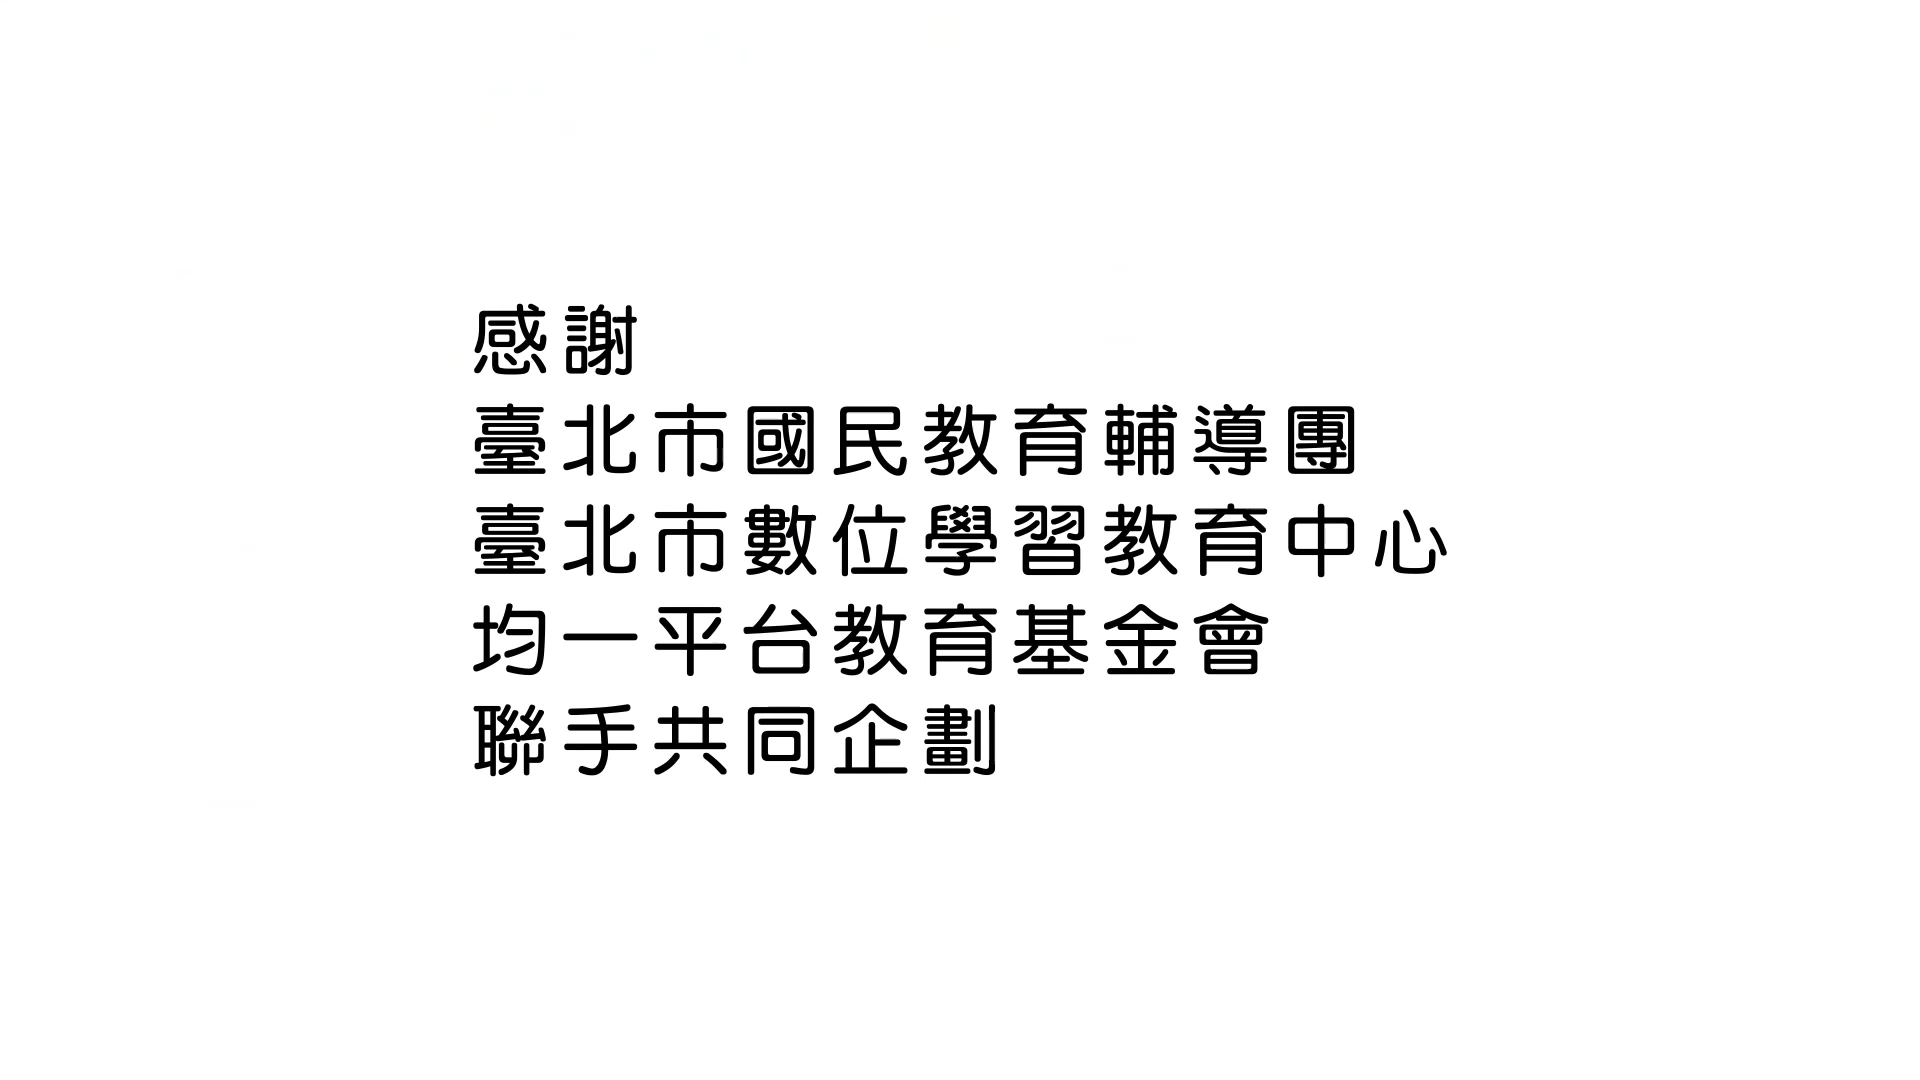 感謝
臺北市國民教育輔導團
臺北市數位學習教育中心
均一平台教育基金會
聯手共同企劃